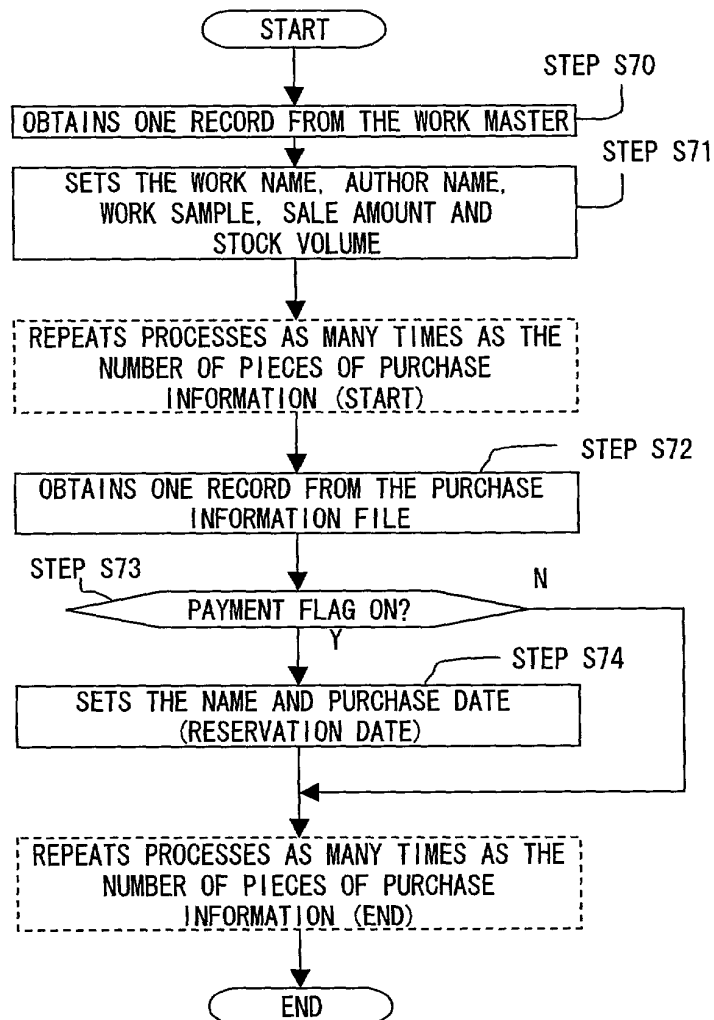 START
STEP S70
OBTAINS ONE RECORD FROM THE WORK MASTER
STEP S71
SETS THE WORK NAME, AUTHOR NAME,
WORK SAMPLE, SALE AMOUNT AND
STOCK VOLUME
REPEATS PROCESSES AS MANY TIMES AS THE
NUMBER OF PIECES OF PURCHASE
INFORMATION (START)
STEP S72
OBTAINS ONE RECORD FROM THE PURCHASE
INFORMATION FILE
STEP S73
N
PAYMENT FLAG ON?
Y
STEP S74
SETS THE NAME AND PURCHASE DATE
(RESERVATION DATE)
REPEATS PROCESSES AS MANY TIMES AS THE
NUMBER OF PIECES OF PURCHASE
INFORMATION (END)
END